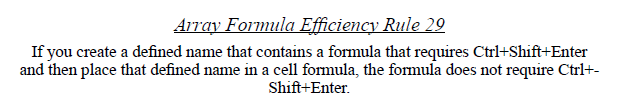 Array Formula Efficiency Rule 29
If you create a defined name that contains a formula that requires Ctrl+Shift+Enter
and then place that defined name in a cell formula, the formula does not require Ctrl+-
Shift+Enter.